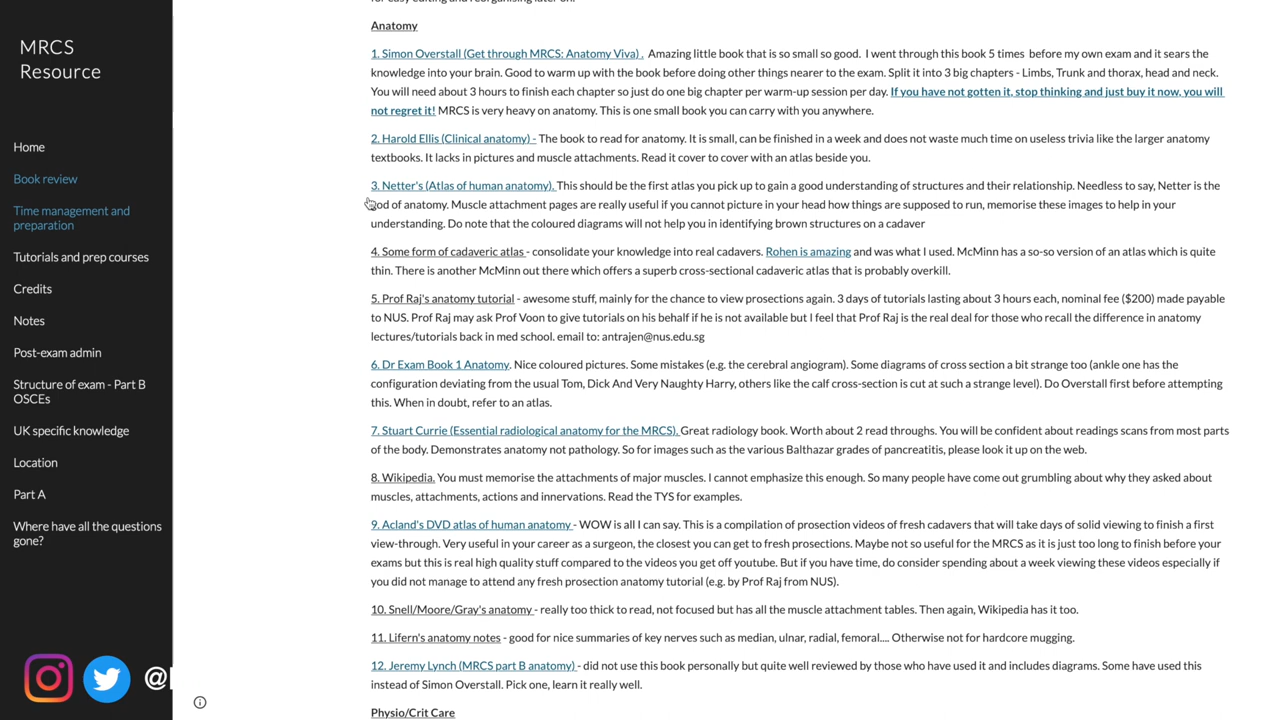 for easy editing and reorganising later on.
MRCS
Resource
Home
Book review
Time management and
preparation
Tutorials and prep courses
Credits
Notes
Post-exam admin
Structure of exam - Part B
OSCEs
UK specific knowledge
Location
Part A
Where have all the questions
gone?
Anatomy
1. Simon Overstall (Get through MRCS: Anatomy Viva) . Amazing little book that is so small so good. I went through this book 5 times before my own exam and it sears the
knowledge into your brain. Good to warm up with the book before doing other things nearer to the exam. Split it into 3 big chapters - Limbs, Trunk and thorax, head and neck.
You will need about 3 hours to finish each chapter so just do one big chapter per warm-up session per day. If you have not gotten it, stop thinking and just buy it now, you will
not regret it! MRCS is very heavy on anatomy. This is one small book you can carry with you anywhere.
2. Harold Ellis (Clinical anatomy) - The book to read for anatomy. It is small, can be finished in a week and does not waste much time on useless trivia like the larger anatomy
textbooks. It lacks in pictures and muscle attachments. Read it cover to cover with an atlas beside you.
3. Netter's (Atlas of human anatomy). This should be the first atlas you pick up to gain a good understanding of structures and their relationship. Needless to say, Netter is the
god of anatomy. Muscle attachment pages are really useful if you cannot picture in your head how things are supposed to run, memorise these images to help in your
understanding. Do note that the coloured diagrams will not help you in identifying brown structures on a cadaver
4. Some form of cadaveric atlas - consolidate your knowledge into real cadavers. Rohen is amazing and was what I used. McMinn has a so-so version of an atlas which is quite
thin. There is another McMinn out there which offers a superb cross-sectional cadaveric atlas that is probably overkill.
5. Prof Raj's anatomy tutorial - awesome stuff, mainly for the chance to view prosections again. 3 days of tutorials lasting about 3 hours each, nominal fee ($200) made payable
to NUS. Prof Raj may ask Prof Voon to give tutorials on his behalf if he is not available but I feel that Prof Raj is the real deal for those who recall the difference in anatomy
lectures/tutorials back in med school. email to: antrajen@nus.edu.sg
6. Dr Exam Book 1 Anatomy. Nice coloured pictures. Some mistakes (e.g. the cerebral angiogram). Some diagrams of cross section a bit strange too (ankle one has the
configuration deviating from the usual Tom, Dick And Very Naughty Harry, others like the calf cross-section is cut at such a strange level). Do Overstall first before attempting
this. When in doubt, refer to an atlas.
7. Stuart Currie (Essential radiological anatomy for the MRCS). Great radiology book. Worth about 2 read throughs. You will be confident about readings scans from most parts
of the body. Demonstrates anatomy not pathology. So for images such as the various Balthazar grades of pancreatitis, please look it up on the web.
8. Wikipedia. You must memorise the attachments of major muscles. I cannot emphasize this enough. So many people have come out grumbling about why they asked about
muscles, attachments, actions and innervations. Read the TYS for examples.
9. Acland's DVD atlas of human anatomy - WOW is all I can say. This is a compilation of prosection videos of fresh cadavers that will take days of solid viewing to finish a first
view-through. Very useful in your career as a surgeon, the closest you can get to fresh prosections. Maybe not so useful for the MRCS as it is just too long to finish before your
exams but this is real high quality stuff compared to the videos you get off youtube. But if you have time, do consider spending about a week viewing these videos especially if
you did not manage to attend any fresh prosection anatomy tutorial (e.g. by Prof Raj from NUS).
10. Snell/Moore/Gray's anatomy - really too thick to read, not focused but has all the muscle attachment tables. Then again, Wikipedia has it too.
11. Lifern's anatomy notes - good for nice summaries of key nerves such as median, ulnar, radial, femoral.... Otherwise not for hardcore mugging.
12. Jeremy Lynch (MRCS part B anatomy) - did not use this book personally but quite well reviewed by those who have used it and includes diagrams. Some have used this
instead of Simon Overstall. Pick one, learn it really well.
Physio/Crit Care
@